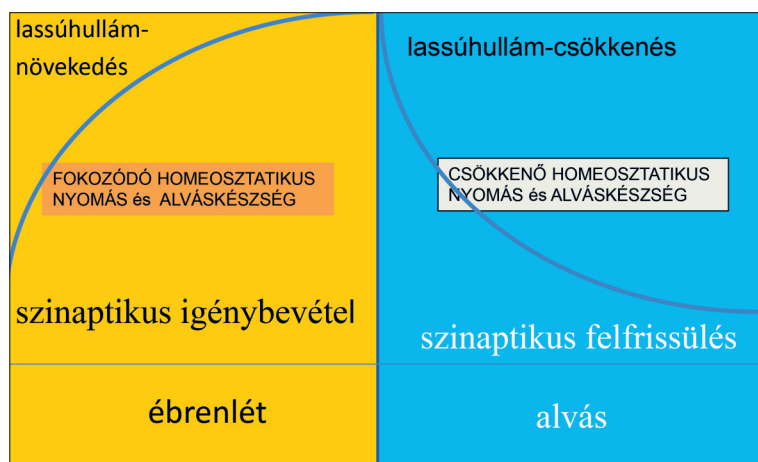 lassúhullám-
növekedés
FOKOZÓDÓ HOMEOSZTATIKUS
NYOMÁS és ALVÁSKÉSZSÉG
szinaptikus igénybevétel
ébrenlét
lassúhullám-csökkenés
CSÖKKENŐ HOMEOSZTATIKUS
NYOMÁS és ALVÁSKÉSZSÉG
szinaptikus felfrissülés
alvás